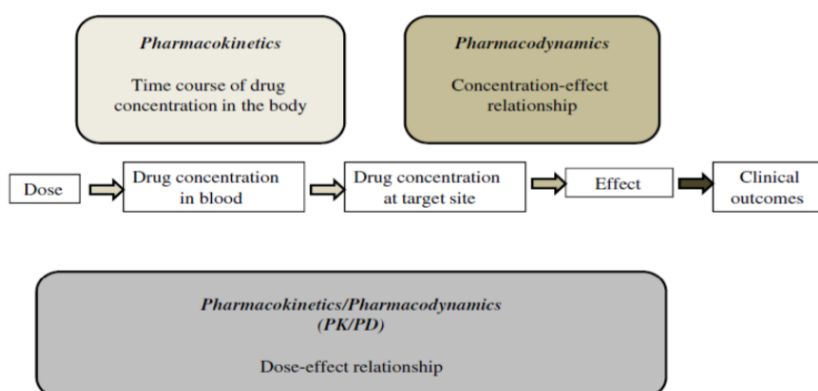 Pharmacokinetics
Time course of drug
concentration in the body
Pharmacodynamics
Concentration-effect
relationship
Dose
Drug concentration
in blood
Drug concentration
at target site
Effect
Clinical
outcomes
Pharmacokinetics/Pharmacodynamics
(PK/PD)
Dose-effect relationship